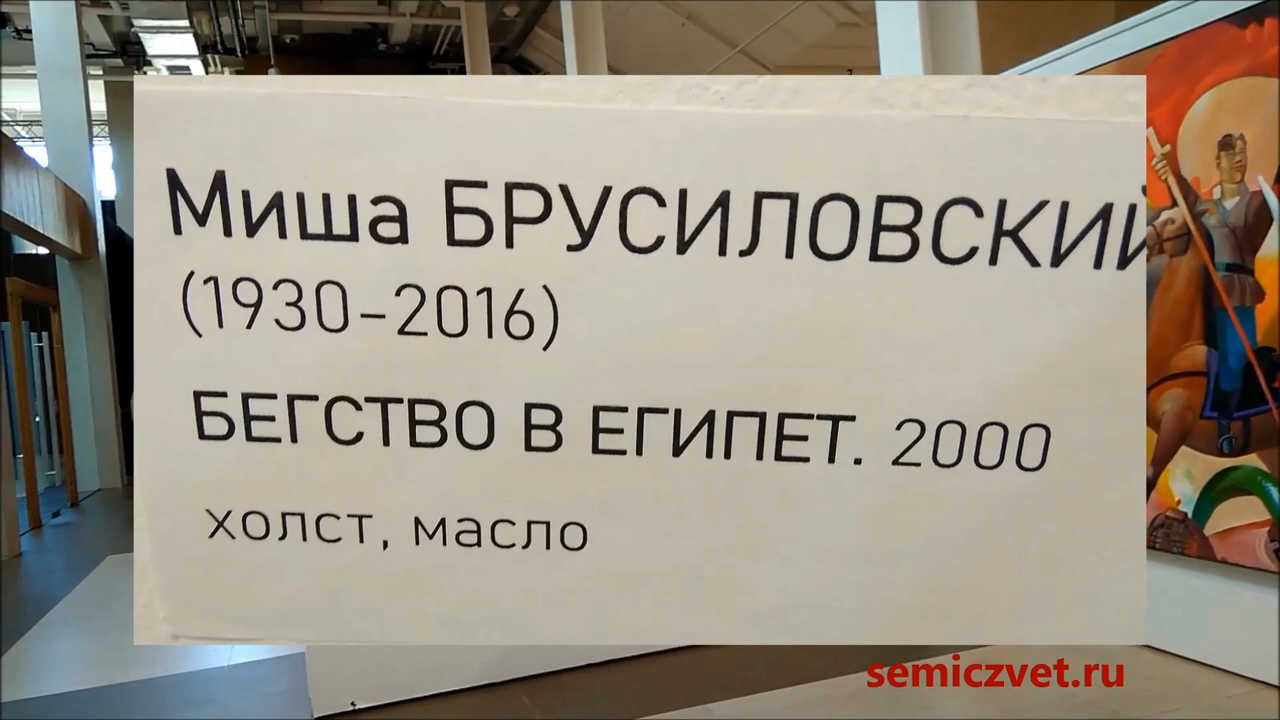 Миша БРУСИЛОВСКИЙ
(1930-2016)
БЕГСТВО В ЕГИПЕТ. 2000
холст, масло
semiczvet.ru